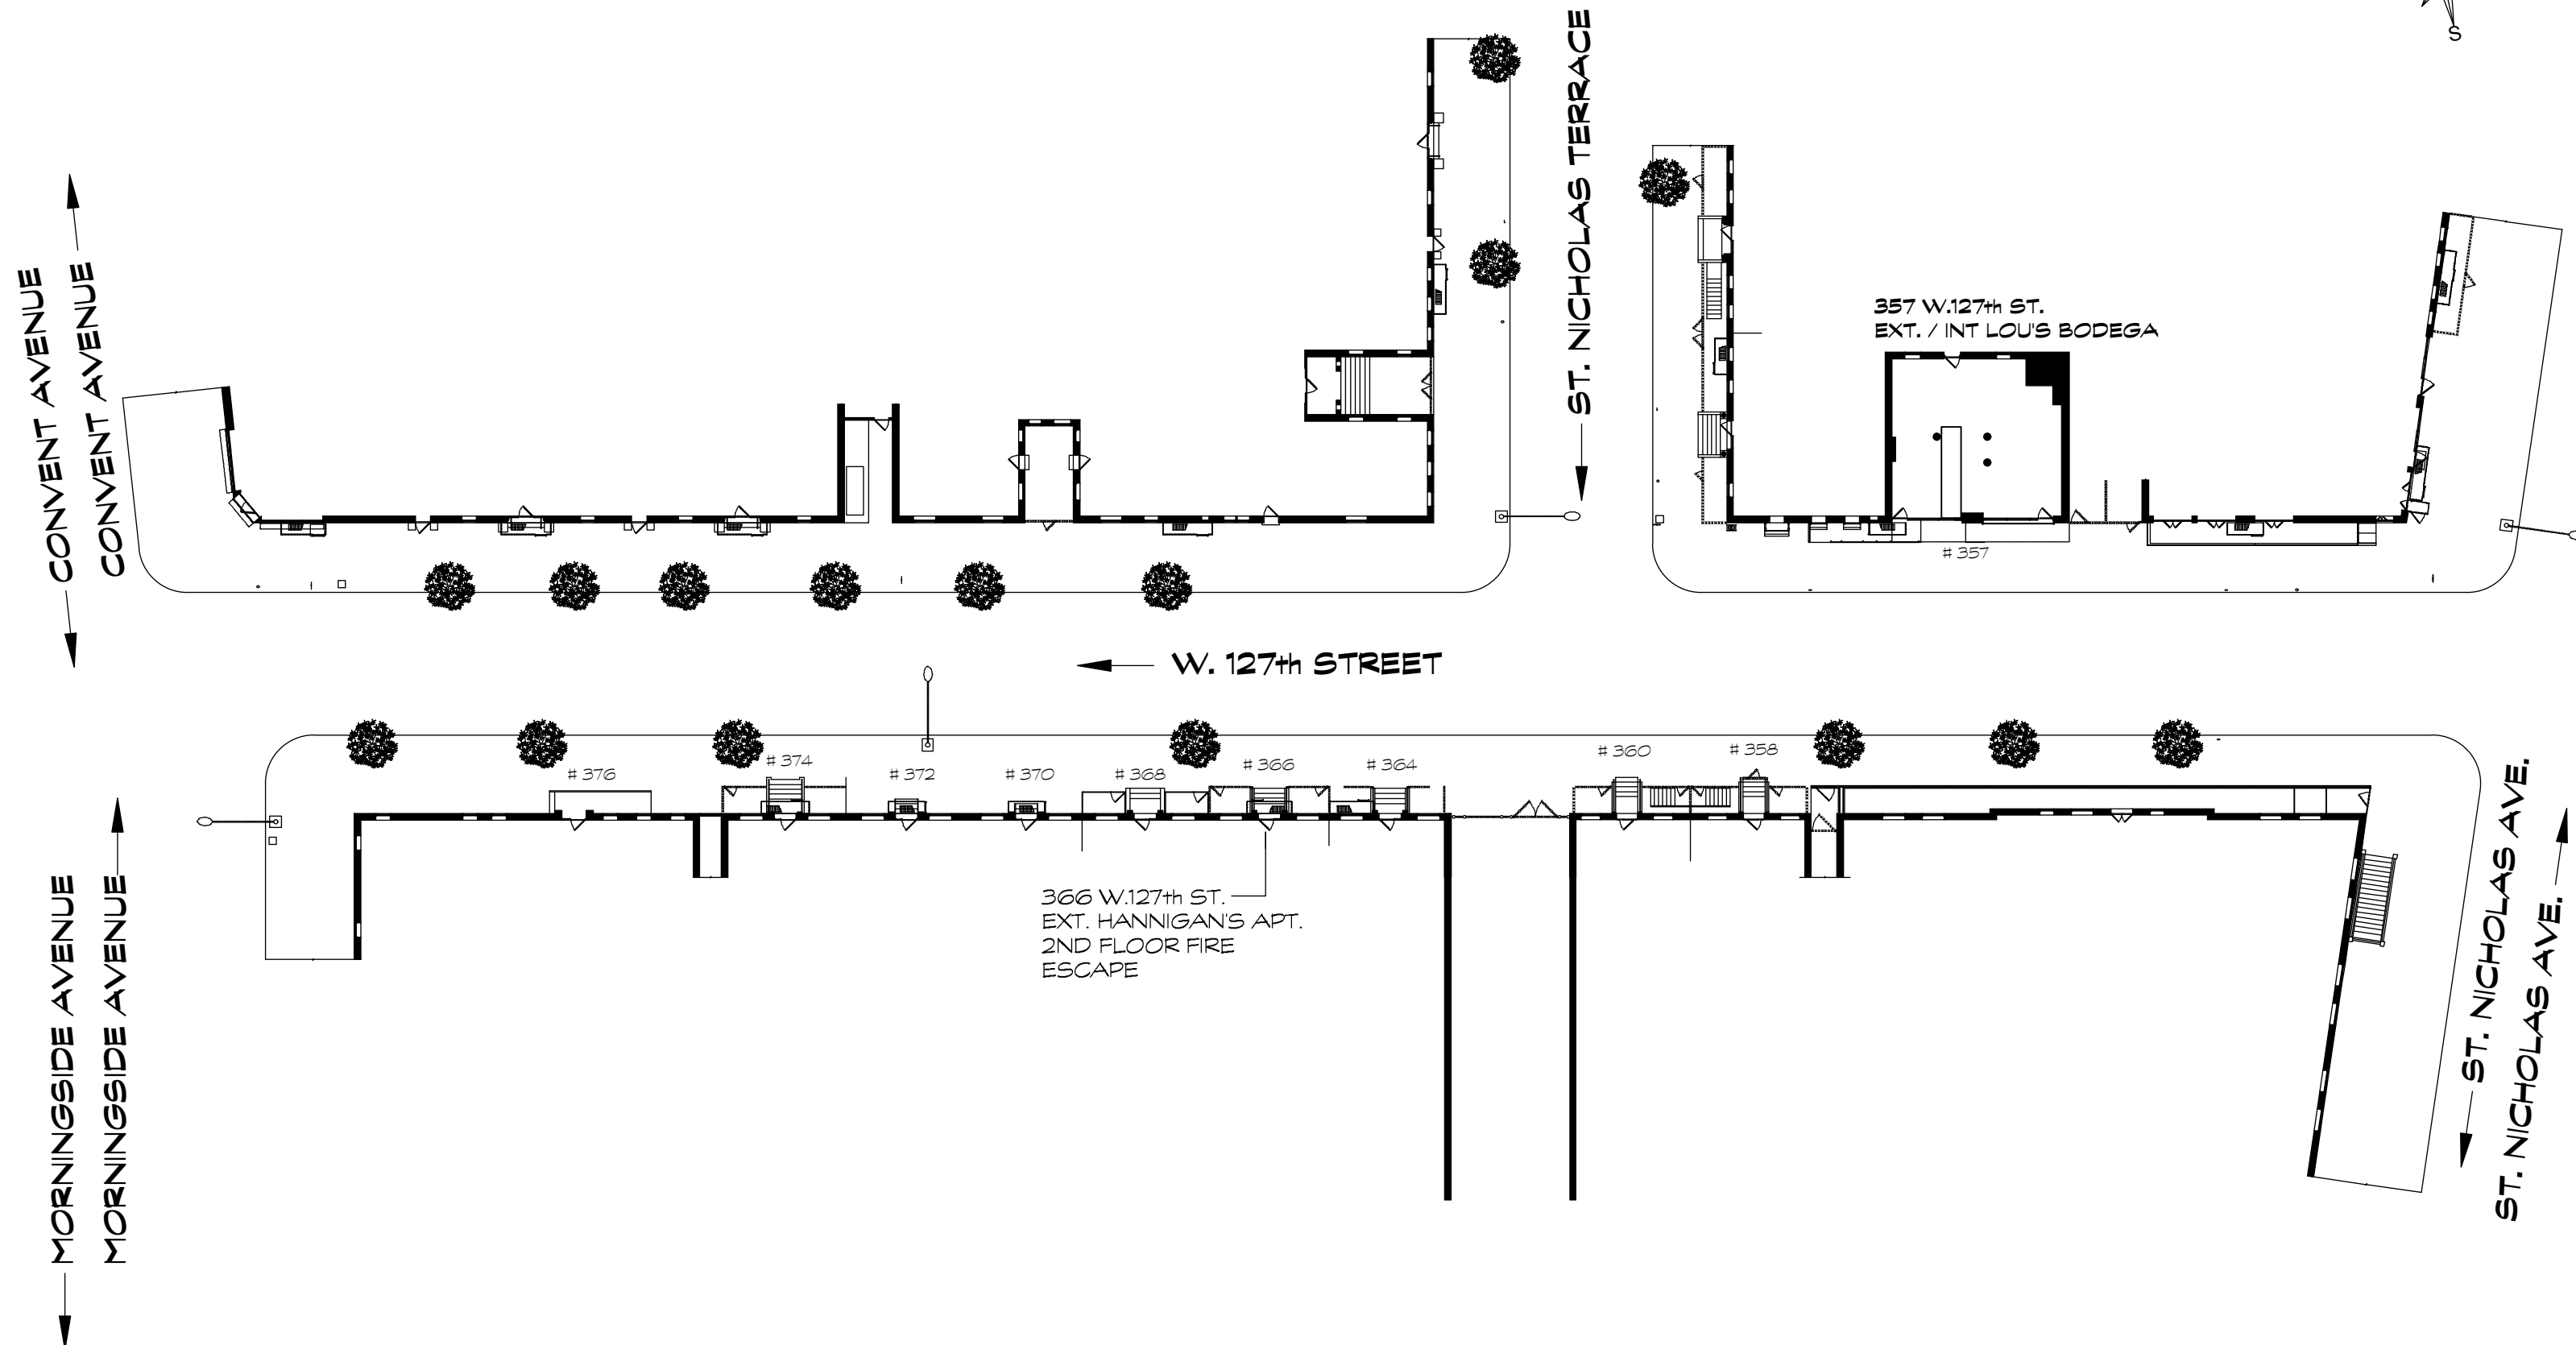 S
ST. NICHOLAS TERRACE
CONVENT AVENUE
CONVENT AVENUE
357 W.127th ST.
EXT. / INT LOU'S BODEGA
# 357
W. 127th STREET
# 376
# 374
# 372
# 370
# 368
# 366
# 364
# 360
# 358
366 W.127th ST.
EXT. HANNIGAN'S APT.
2ND FLOOR FIRE
ESCAPE
MORNINGSIDE AVENUE
MORNINGSIDE AVENUE
ST. NICHOLAS AVE.
ST. NICHOLAS AVE.